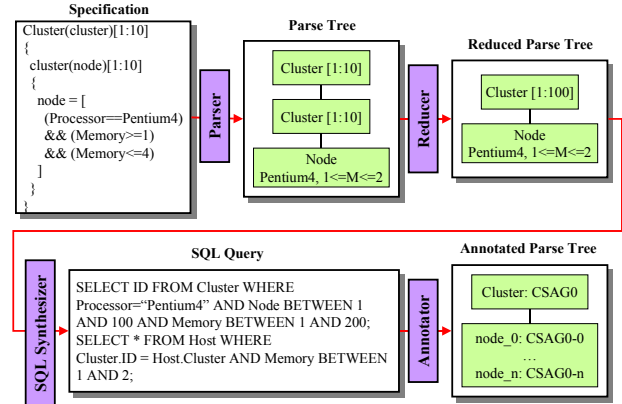 Specification
Cluster(cluster)[1:10]
{
cluster(node)[1:10]
{
node = [
(Processor==Pentium4)
&& (Memory>=1)
&& (Memory<=4)
]
}
}
Parser
Parse Tree
Cluster [1:10]
Cluster [1:10]
Node
Pentium4, 1<=M<=2
Reducer
Reduced Parse Tree
Cluster [1:100]
Node
Pentium4, 1<=M<=2
SQL Synthesizer
SQL Query
SELECT ID FROM Cluster WHERE
Processor=“Pentium4” AND Node BETWEEN 1
AND 100 AND Memory BETWEEN 1 AND 200;
SELECT * FROM Host WHERE
Cluster.ID = Host.Cluster AND Memory BETWEEN
1 AND 2;
Annotator
Annotated Parse Tree
Cluster: CSAG0
node_0: CSAG0-0
…
node_n: CSAG0-n